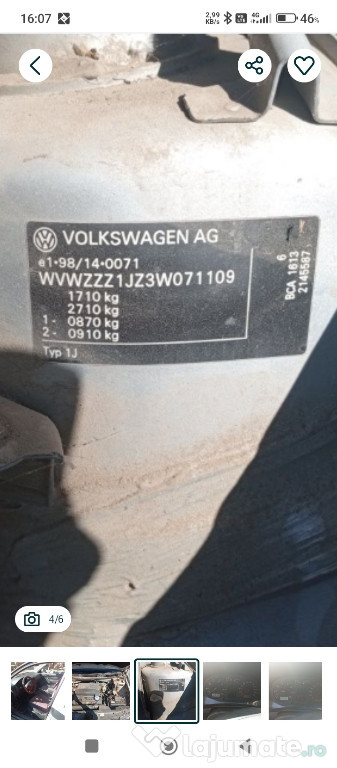 16:07
2,99 KB/s
4G
46%
VOLKSWAGEN AG
e1*98/14*0071
WVWZZZ1JZ3W071109
1710 kg
2710 kg
1 - 0870 kg
2 - 0910 kg
Typ 1J
6
BCA 1613
2145587
4/6
lajumate.ro